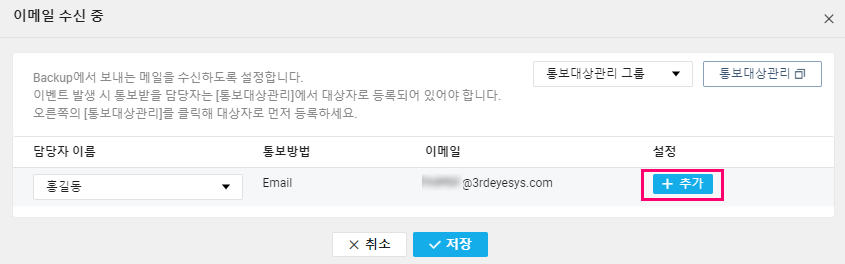 이메일 수신 중
Backup에서 보내는 메일을 수신하도록 설정합니다.
이벤트 발생 시 통보받을 담당자는 [통보대상관리]에서 대상자로 등록되어 있어야 합니다.
오른쪽의 [통보대상관리]를 클릭해 대상자로 먼저 등록하세요.
통보대상관리 그룹 통보대상관리
담당자 이름 통보방법 이메일 설정
홍길동 Email @3rdeyesys.com + 추가
취소 저장